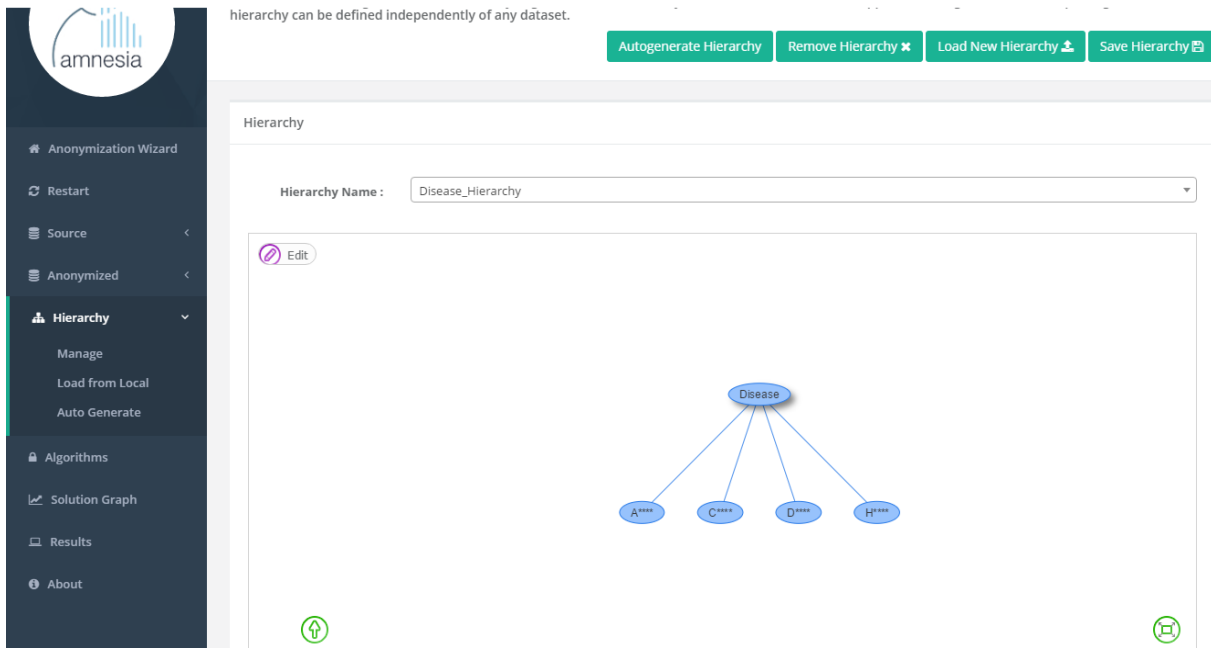 amnesia
Anonymization Wizard
Restart
Source
Anonymized
Hierarchy
Manage
Load from Local
Auto Generate
Algorithms
Solution Graph
Results
About
hierarchy can be defined independently of any dataset.
Autogenerate Hierarchy Remove Hierarchy Load New Hierarchy Save Hierarchy
Hierarchy
Hierarchy Name : Disease_Hierarchy
Edit
Disease
A**** C**** D**** H****